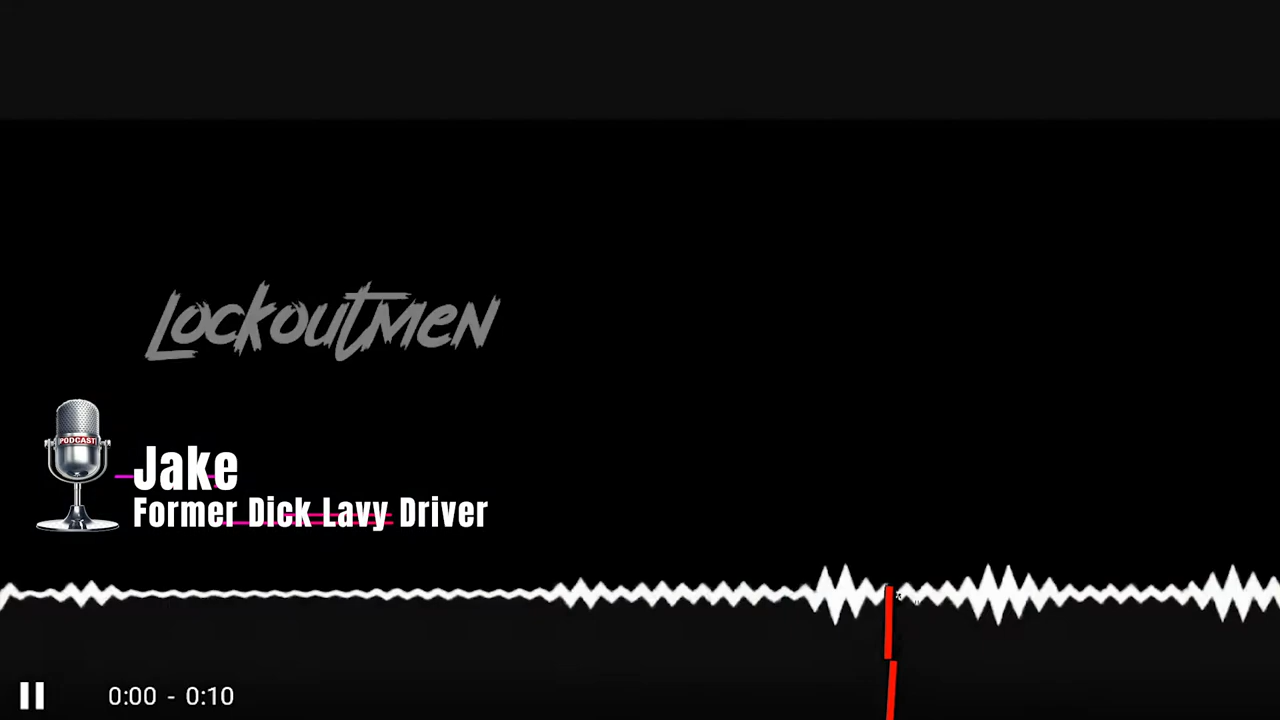 Lockoutmen
PODCAST
Jake
Former Dick Lavy Driver
0:00 - 0:10